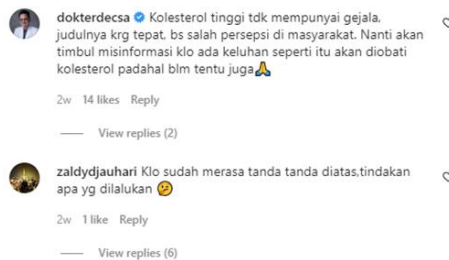 dokterdecsa Kolesterol tinggi tdk mempunyai gejala,
judulnya krg tepat, bs salah persepsi di masyarakat. Nanti akan
timbul misinformasi klo ada keluhan seperti itu akan diobati
kolesterol padahal blm tentu juga🙏
2w 14 likes Reply
View replies (2)
zaldydjauhari Klo sudah merasa tanda tanda diatas,tindakan
apa yg dilalukan 🤔
2w 1 like Reply
View replies (6)